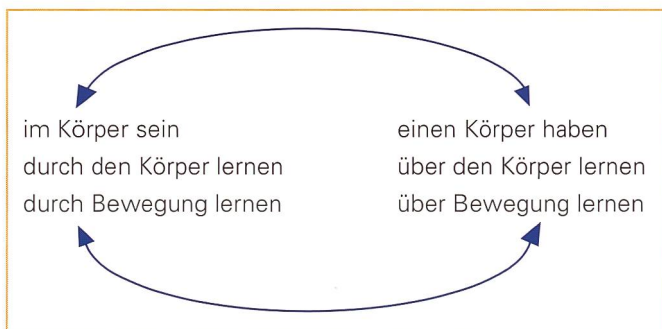 im Körper sein
durch den Körper lernen
durch Bewegung lernen
einen Körper haben
über den Körper lernen
über Bewegung lernen